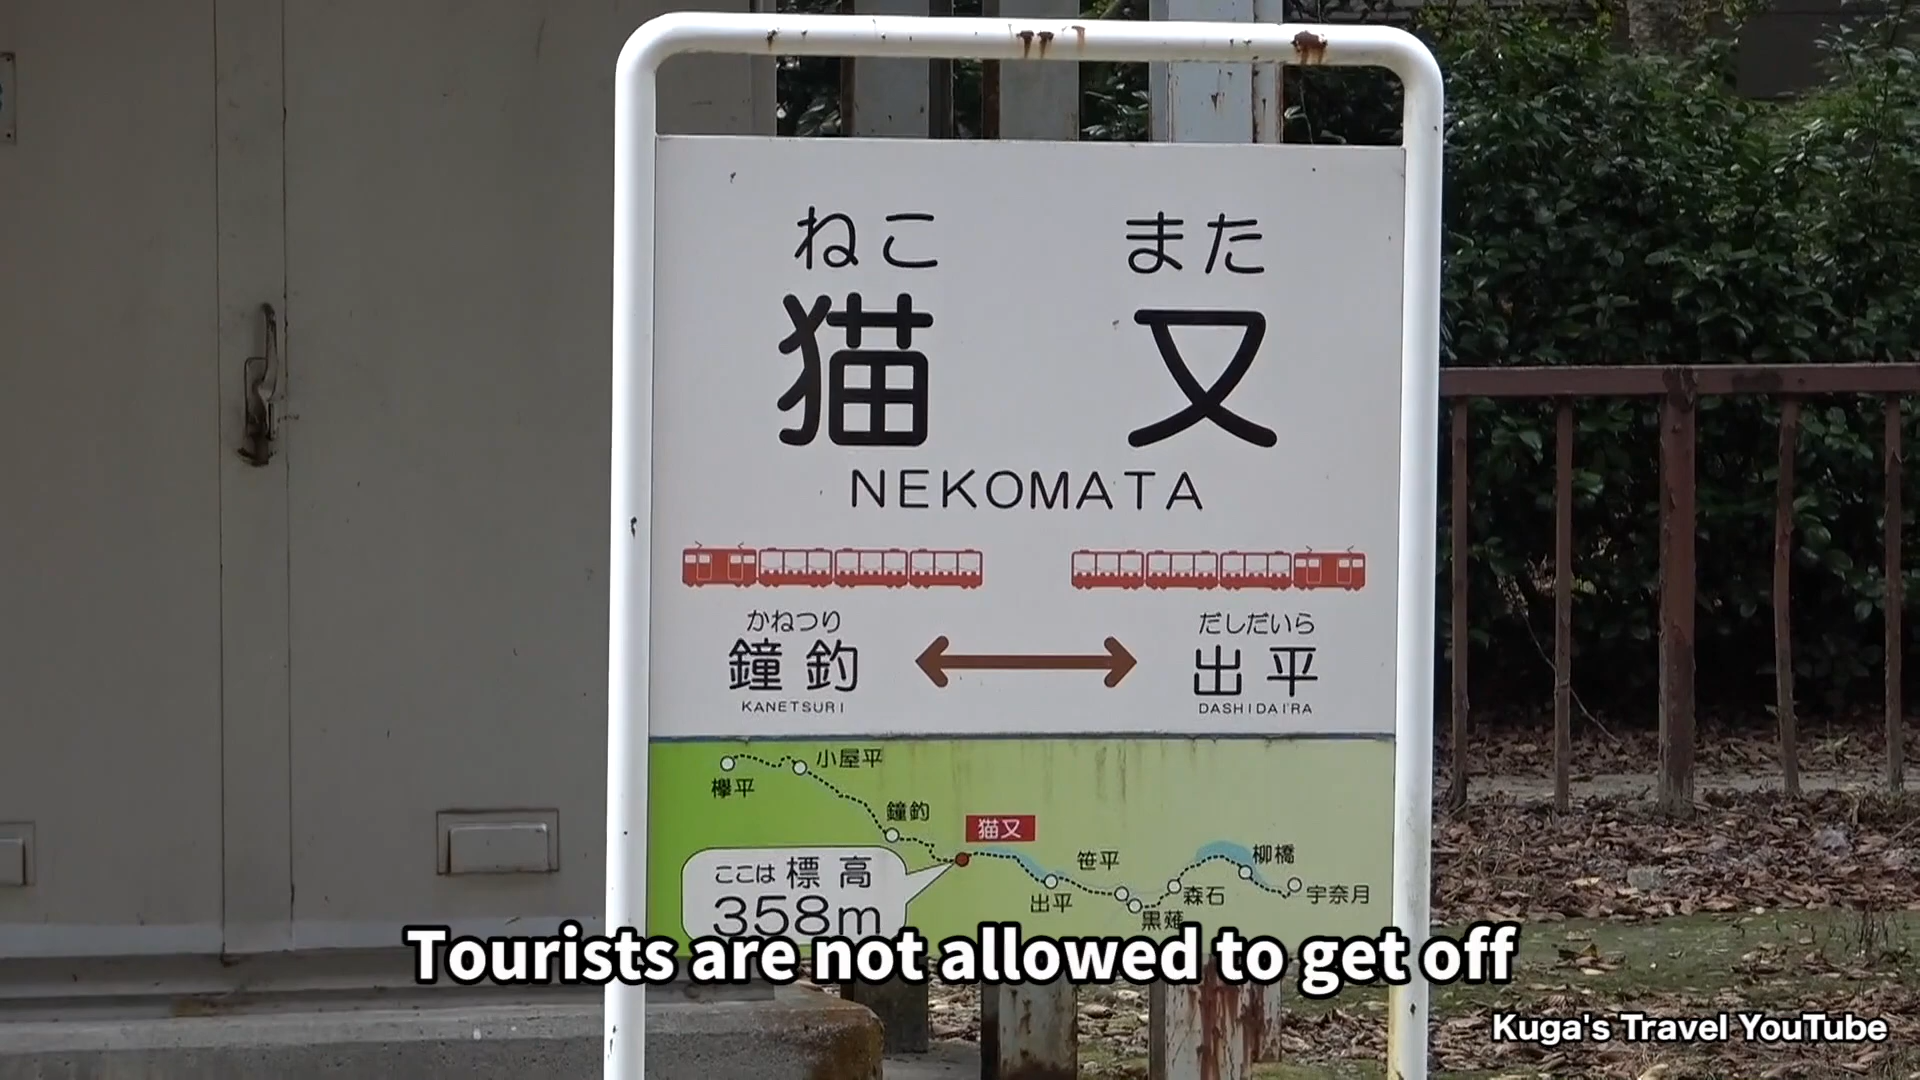 ねこ また
猫 又
NEKOMATA
かねつり だしだいら
鐘釣 出平
KANETSURI DASHIDAIRA
小屋平
欅平
鐘釣
猫又
笹平
柳橋
ここは 標高
森石
宇奈月
出平
358m
黒薙
Tourists are not allowed to get off
Kuga's Travel YouTube